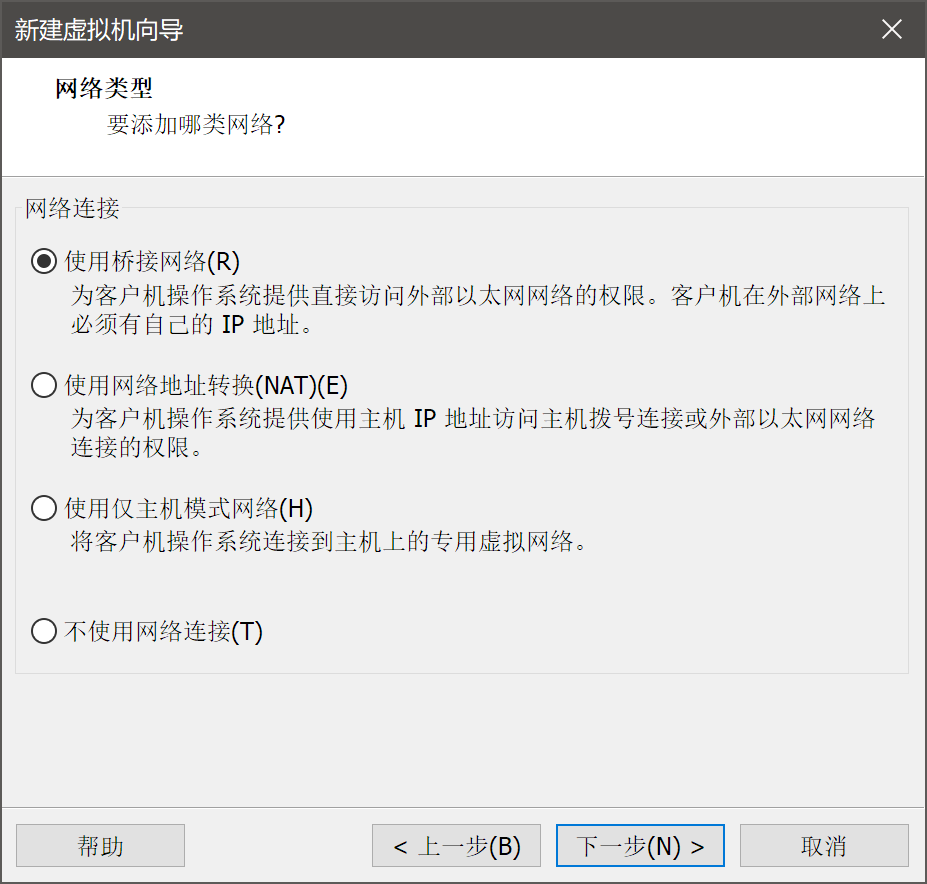 新建虚拟机向导
网络类型
要添加哪类网络?
网络连接
使用桥接网络(R)
为客户机操作系统提供直接访问外部以太网网络的权限。客户机在外部网络上
必须有自己的 IP 地址。
使用网络地址转换(NAT)(E)
为客户机操作系统提供使用主机 IP 地址访问主机拨号连接或外部以太网网络
连接的权限。
使用仅主机模式网络(H)
将客户机操作系统连接到主机上的专用虚拟网络。
不使用网络连接(T)
帮助
< 上一步(B)
下一步(N) >
取消